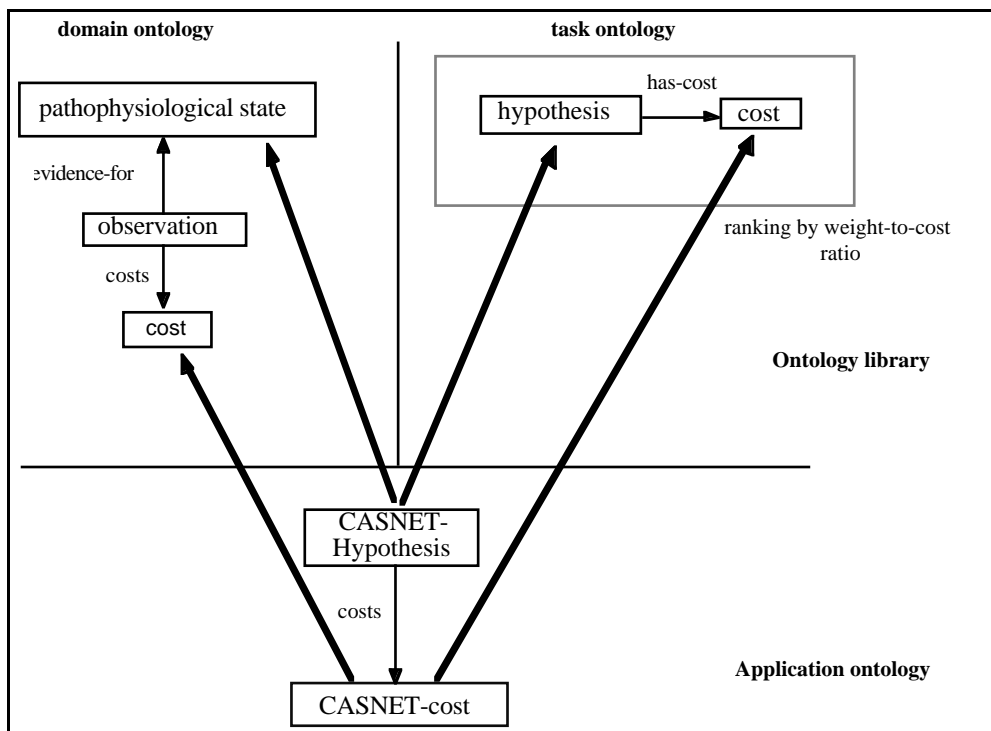 domain ontology
task ontology
pathophysiological state
has-cost
hypothesis
cost
evidence-for
observation
ranking by weight-to-cost
ratio
costs
cost
Ontology library
CASNET-
Hypothesis
costs
Application ontology
CASNET-cost